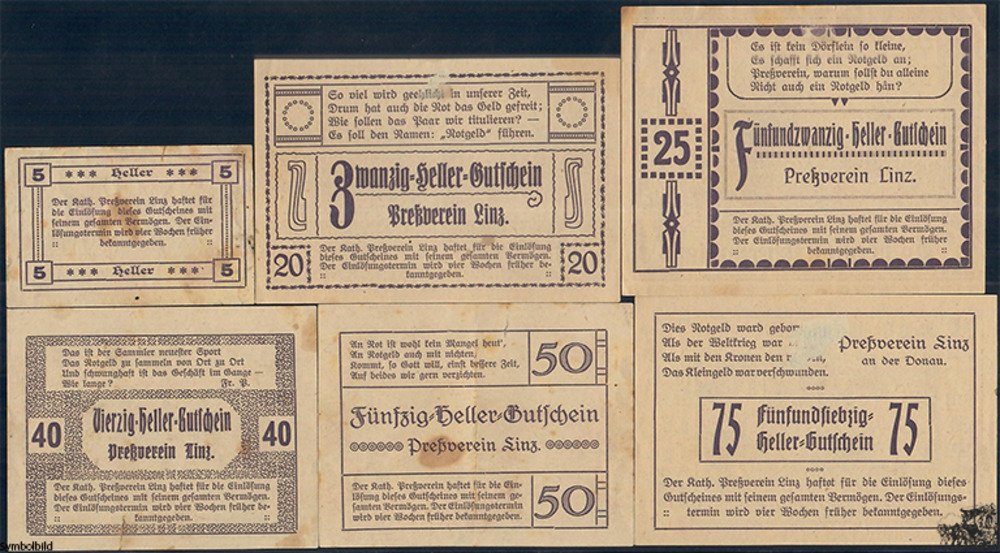 5 *** Heller *** 5
Der Kath. Preßverein Linz haftet für
die Einlösung dieses Gutscheines mit
seinem gesamten Vermögen. Der Ein-
lösungstermin wird vier Wochen früher
:: bekanntgegeben. ::
5 *** Heller *** 5
So viel wird in unserer Zeit,
Drum hat auch die Not das Geld gefreit;
Wie sollen das Paar wir titulieren? —
Es soll den Namen: „Notgeld“ führen.
Zwanzig-Heller-Gutschein
Preßverein Linz.
20
Der Kath. Preßverein Linz haftet für die Einlösung
dieses Gutscheines mit seinem gesamten Vermögen.
Der Einlösungstermin wird vier Wochen früher be-
:: kanntgegeben. ::
20
Es ist kein Dörflein so kleine,
Es schafft sich ein Notgeld an;
Preßverein, warum sollst du alleine
Nicht auch ein Notgeld hän?
25
Fünfundzwanzig-Heller-Gutschein
Preßverein Linz.
Der Kath. Preßverein Linz haftet für die Einlösung
dieses Gutscheines mit seinem gesamten Vermögen.
Der Einlösungstermin wird vier Wochen früher
:: bekanntgegeben. ::
Das ist der Sammler neuester Sport
Das Notgeld zu sammeln von Ort zu Ort
Und schwunghaft ist das Geschäft im Gange —
Wie lange? Fr. P.
40
Vierzig-Heller-Gutschein
Preßverein Linz.
40
Der Kath. Preßverein Linz haftet für die Einlösung
dieses Gutscheines mit seinem gesamten Vermögen.
Der Einlösungstermin wird vier Wochen früher be-
:: kanntgegeben. ::
An Not ist wohl kein Mangel heut',
An Notgeld auch mit nichten,
Kommt, so Gott will, einst bessere Zeit,
Auf beides wir gern verzichten.
50
Fünfzig-Heller-Gutschein
Preßverein Linz.
Der Kath. Preßverein Linz haftet für die Ein-
lösung dieses Gutscheines mit seinem ge-
samten Vermögen. Der Einlösungstermin
wird vier Wochen früher bekanntgegeben.
50
Dies Notgeld ward
Als der Weltkrieg war
Als mit den Kronen den
Das Kleingeld war verschwunden.
Preßverein Linz
an der Donau.
75
Fünfundsiebzig-
Heller-Gutschein
75
Der Kath. Preßverein Linz haftet für die Einlösung dieses
Gutscheines mit seinem gesamten Vermögen. Der Einlösungs-
:: termin wird vier Wochen früher bekanntgegeben.
Symbolbild